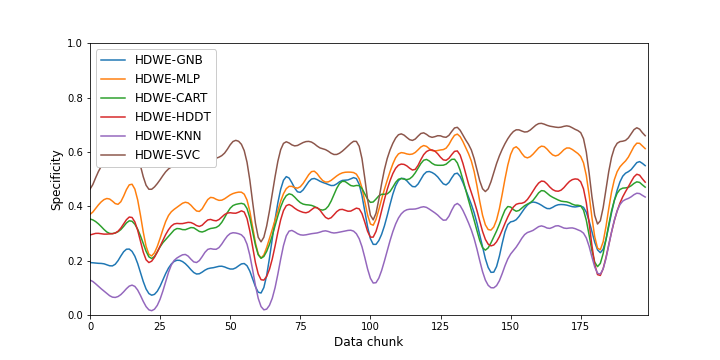 1.0
0.8
0.6
0.4
0.2
0.0
Specificity
HDWE-GNB
HDWE-MLP
HDWE-CART
HDWE-HDDT
HDWE-KNN
HDWE-SVC
0 25 50 75 100 125 150 175
Data chunk